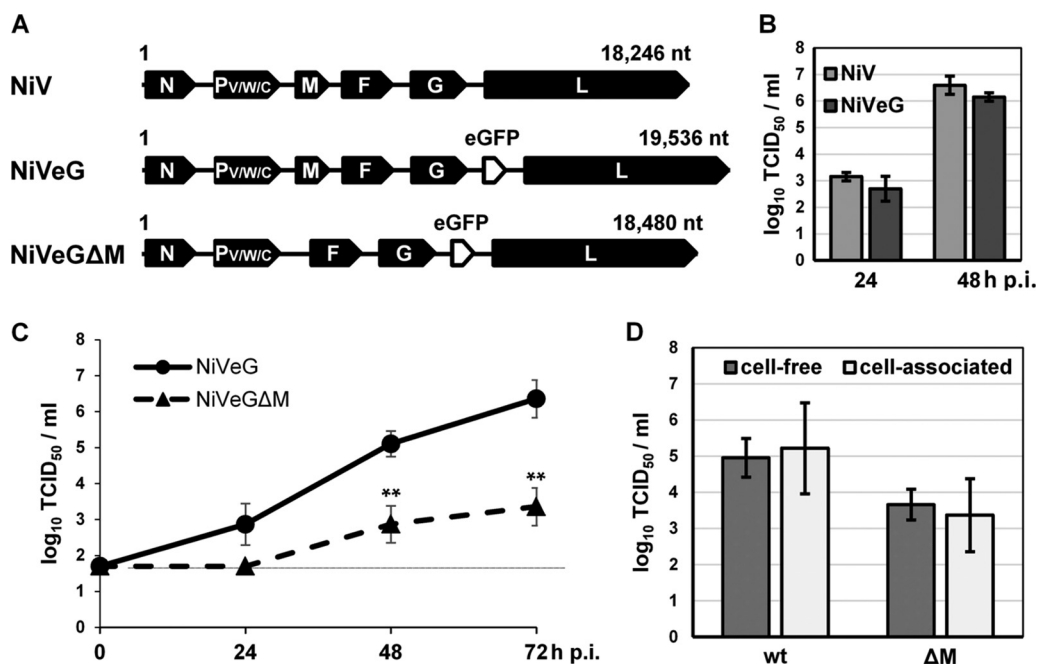 A
1 18,246 nt
NiV N PV/W/C M F G L
1 eGFP 19,536 nt
NiVeG N PV/W/C M F G L
1 eGFP 18,480 nt
NiVeGΔM N PV/W/C F G L
B
log10 TCID50 / ml
8
7
6
5
4
3
2
1
0
NiV
NiVeG
24 48 h p.i.
C
log10 TCID50 / ml
8
7
6
5
4
3
2
1
0
NiVeG
NiVeGΔM
** **
0 24 48 72 h p.i.
D
log10 TCID50 / ml
8
7
6
5
4
3
2
1
0
cell-free cell-associated
wt ΔM